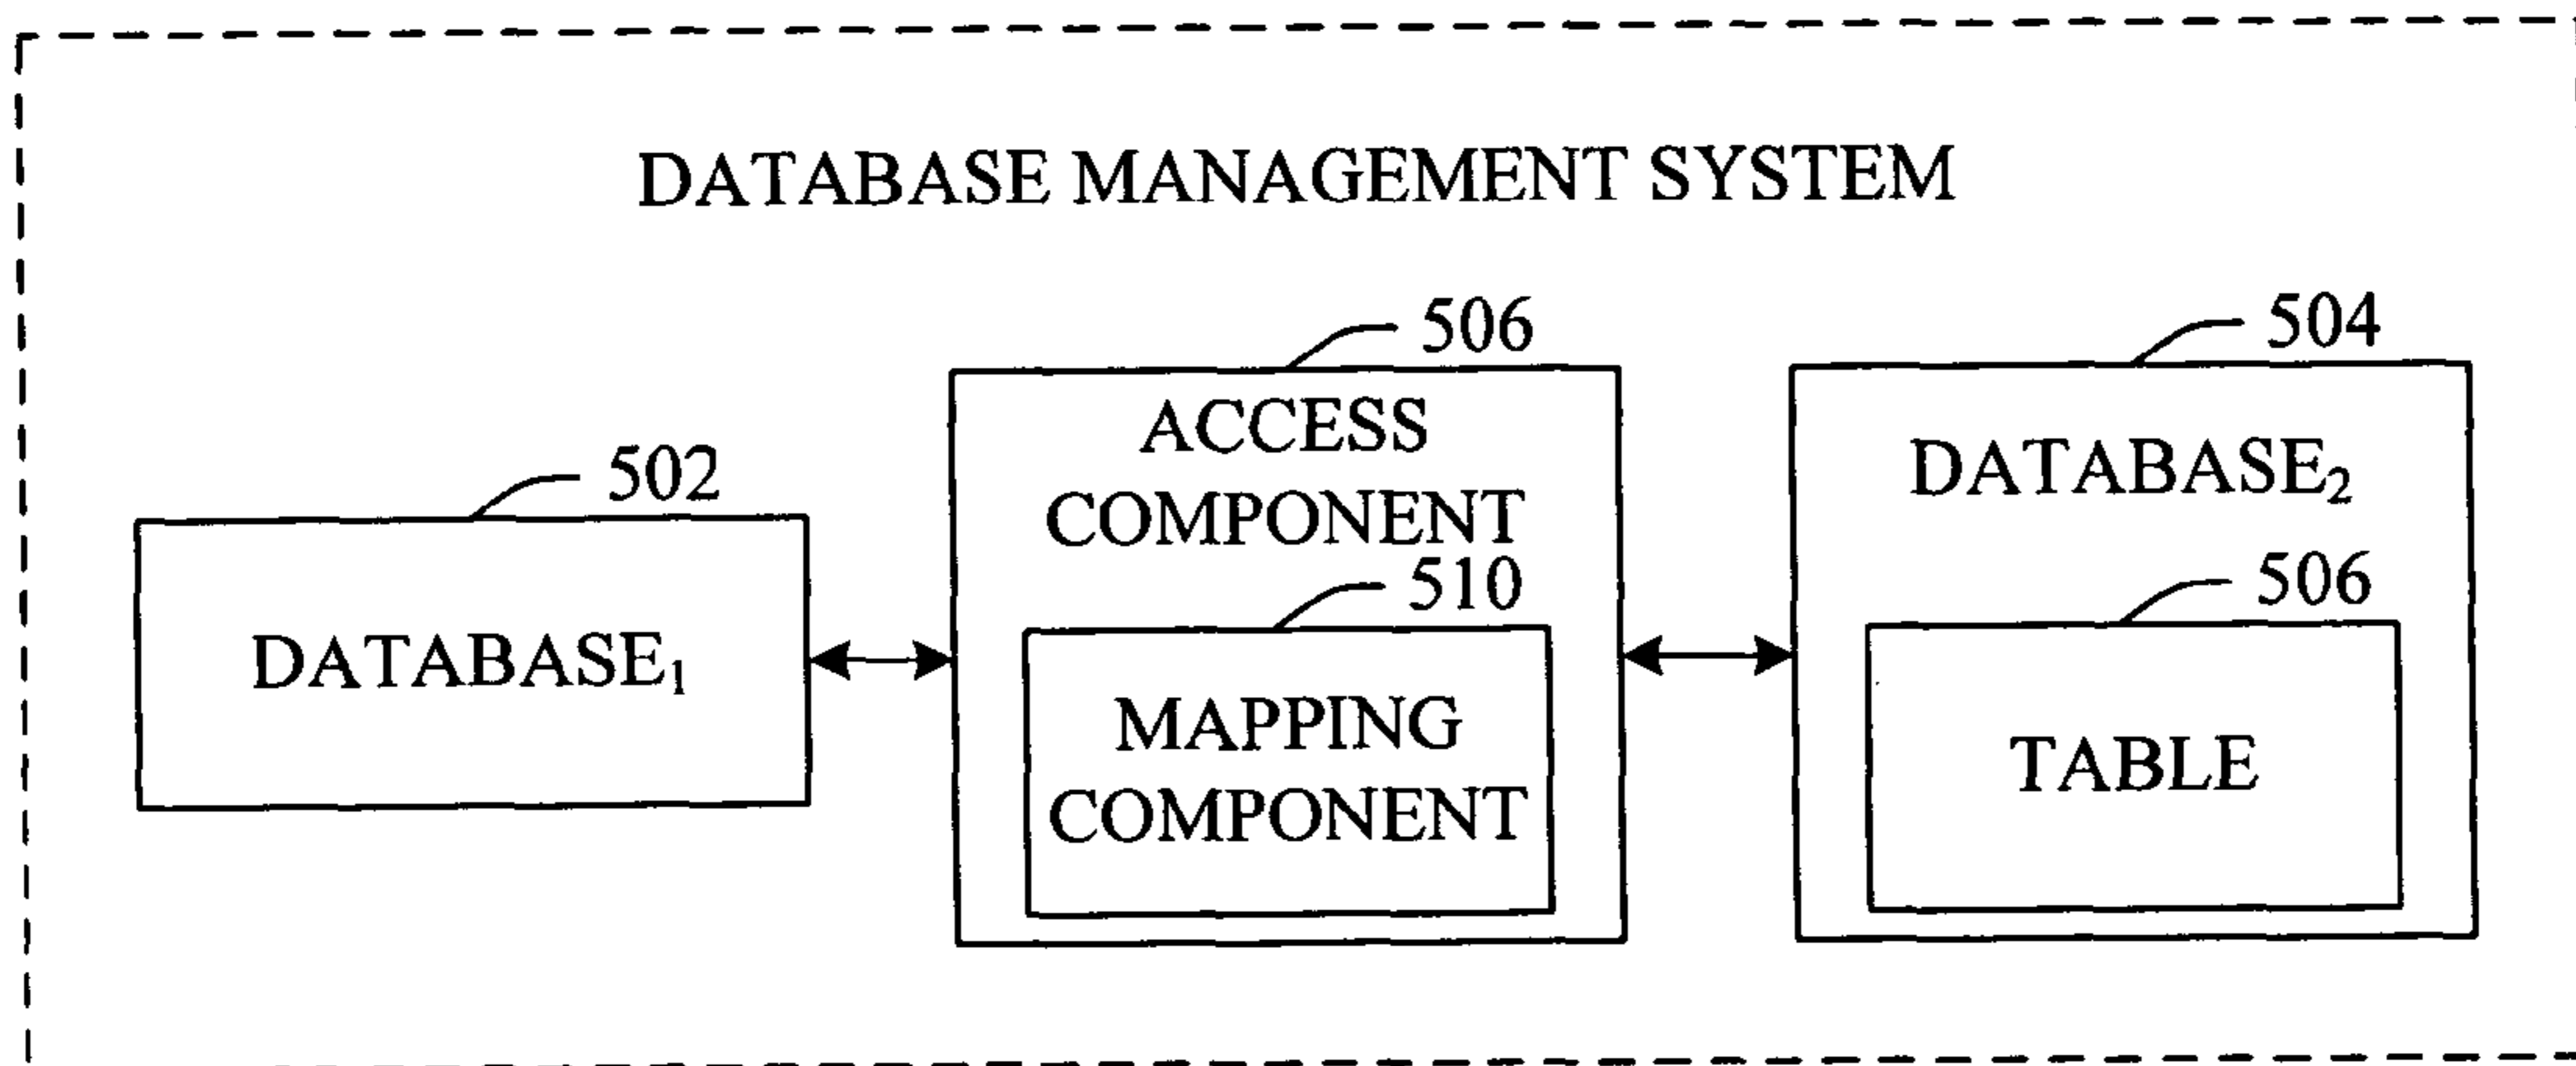 DATABASE MANAGEMENT SYSTEM
506
504
ACCESS
COMPONENT
502
DATABASE₂
510
506
DATABASE₁
MAPPING
COMPONENT
TABLE